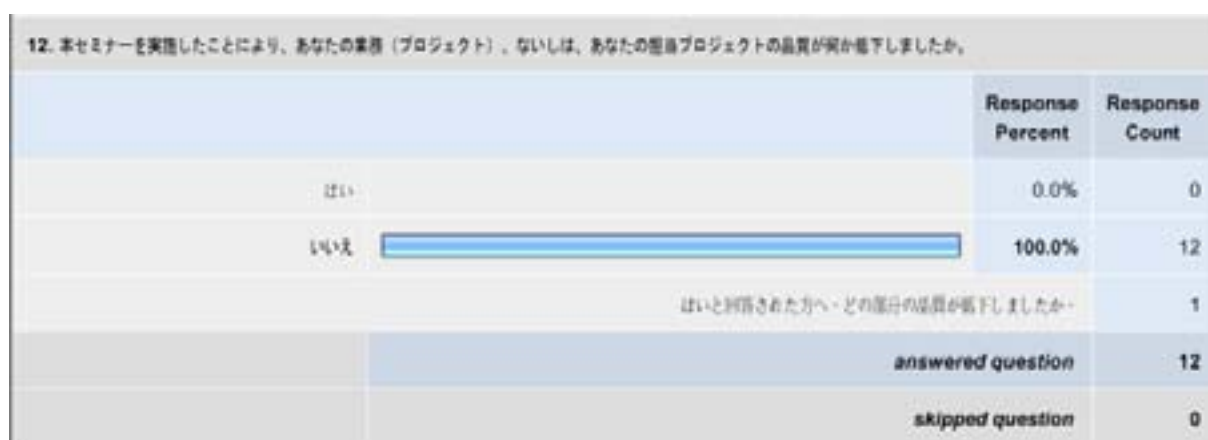 12. 本セミナーを実施したことにより、あなたの業務（プロジェクト）、ないしは、あなたの担当プロジェクトの品質が何か低下しましたか。
Response Percent
Response Count
はい 0.0% 0
いいえ 100.0% 12
はいと回答された方へ・どの部分の品質が低下しましたか・ 1
answered question 12
skipped question 0